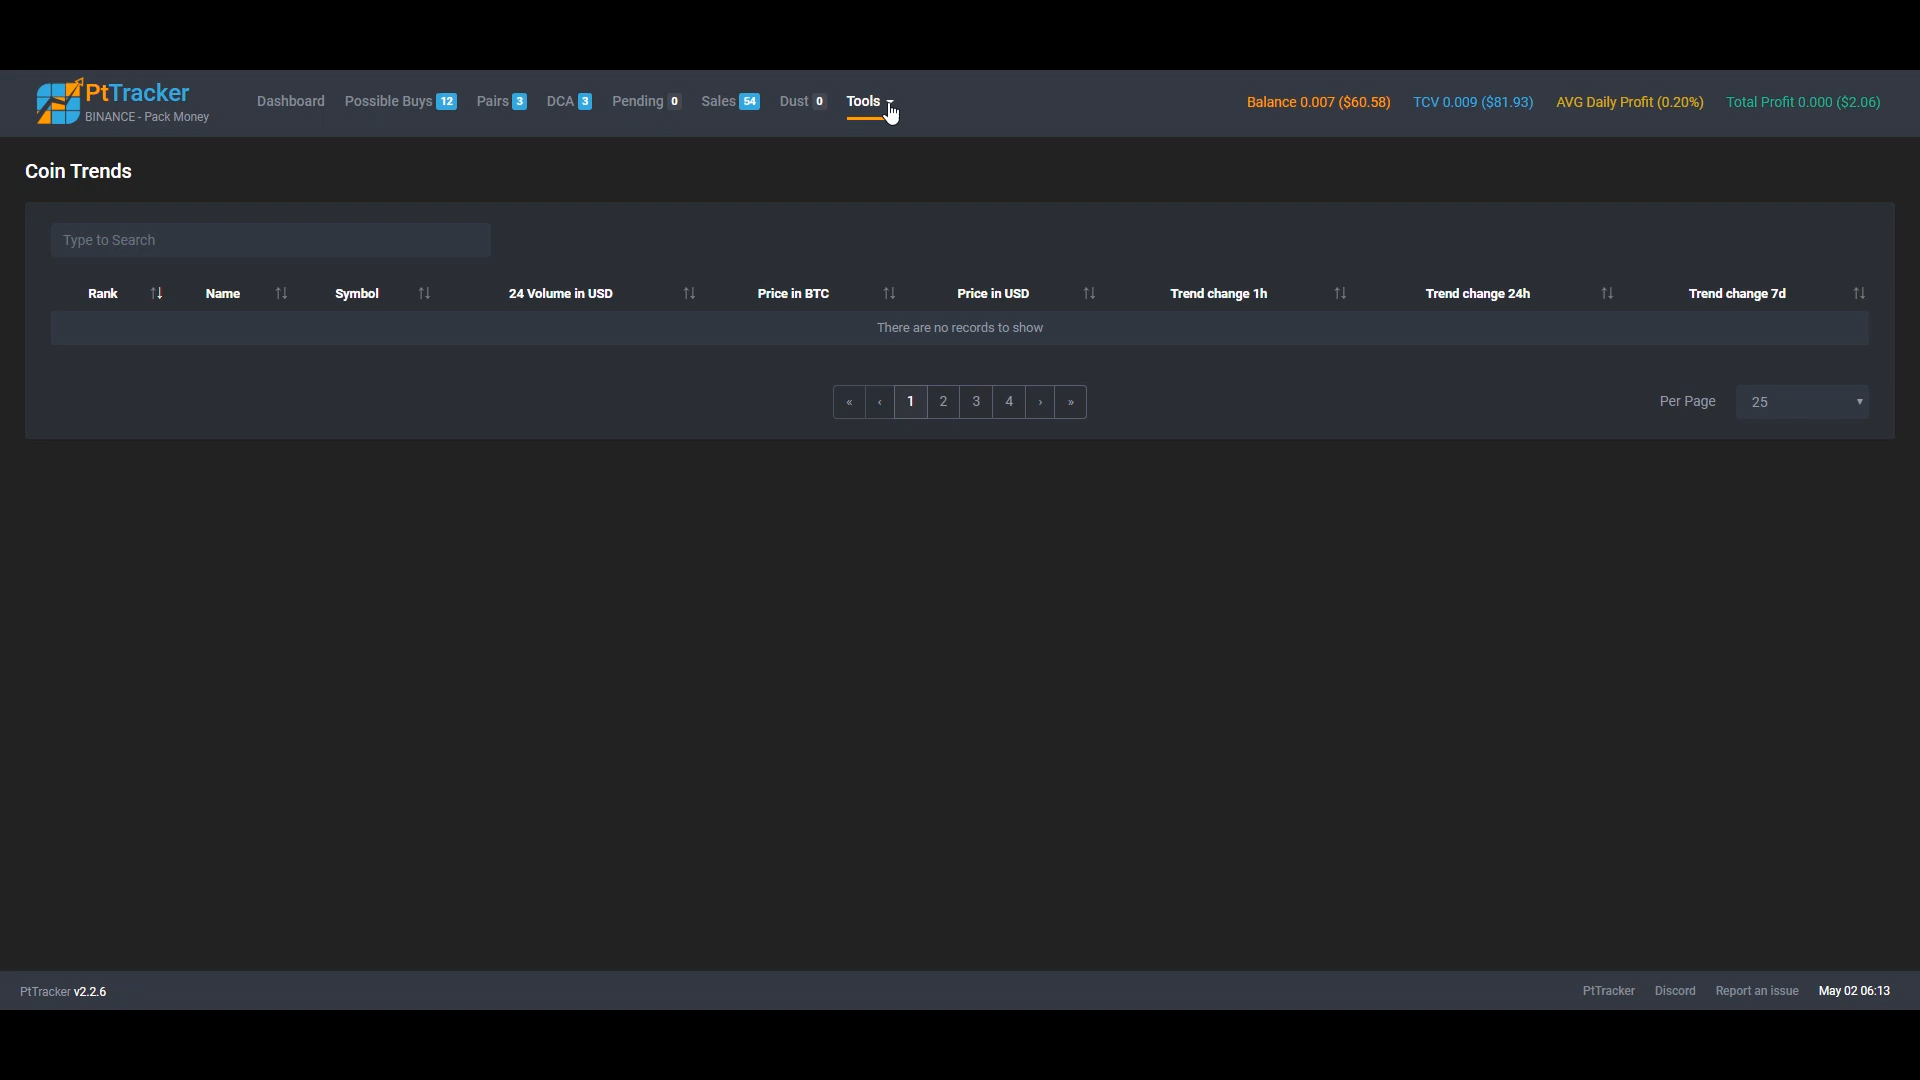 PtTracker
BINANCE - Pack Money
Dashboard Possible Buys 12 Pairs 3 DCA 3 Pending 0 Sales 54 Dust 0 Tools
Balance 0.007 ($60.58) TCV 0.009 ($81.93) AVG Daily Profit (0.20%) Total Profit 0.000 ($2.06)
Coin Trends
Type to Search
Rank Name Symbol 24 Volume in USD Price in BTC Price in USD Trend change 1h Trend change 24h Trend change 7d
There are no records to show
« ‹ 1 2 3 4 › » Per Page 25
PtTracker v2.2.6 PtTracker Discord Report an issue May 02 06:13